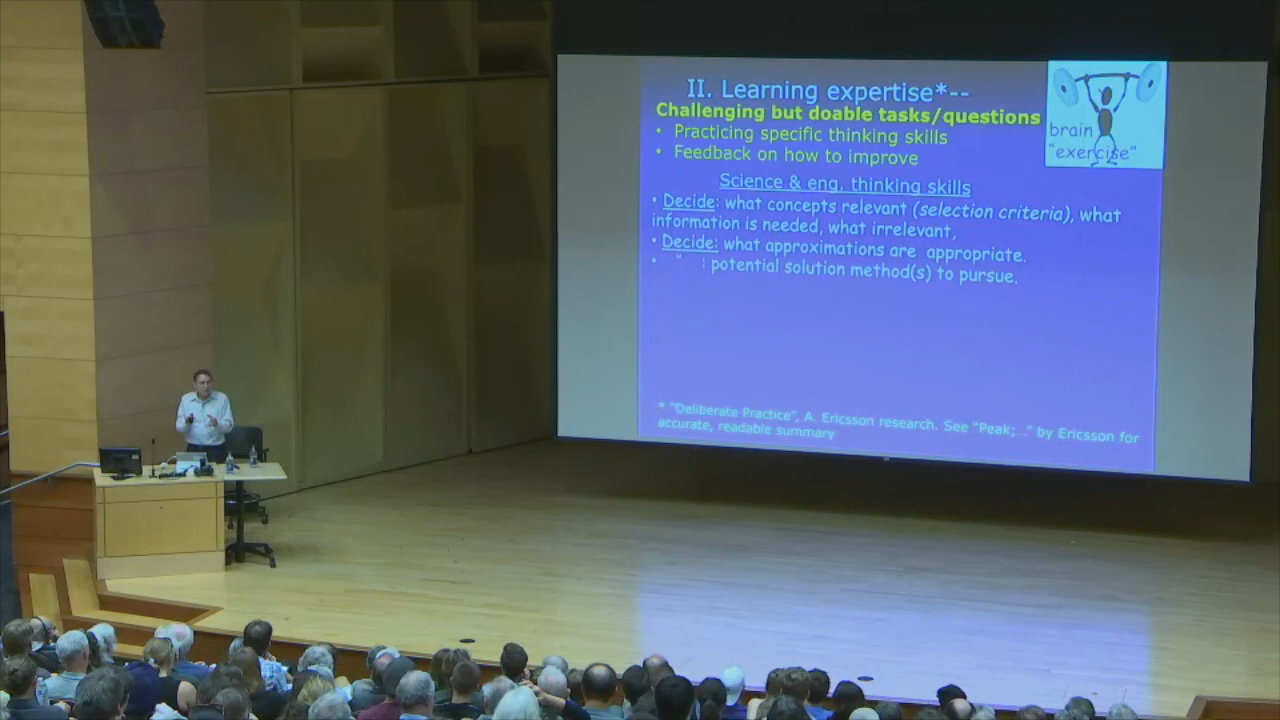 II. Learning expertise*--
Challenging but doable tasks/questions
• Practicing specific thinking skills
• Feedback on how to improve
brain
"exercise"
Science & eng. thinking skills
• Decide: what concepts relevant (selection criteria), what
information is needed, what irrelevant,
• Decide: what approximations are appropriate.
• " : potential solution method(s) to pursue.
* "Deliberate Practice", A. Ericsson research. See "Peak;…" by Ericsson for
accurate, readable summary